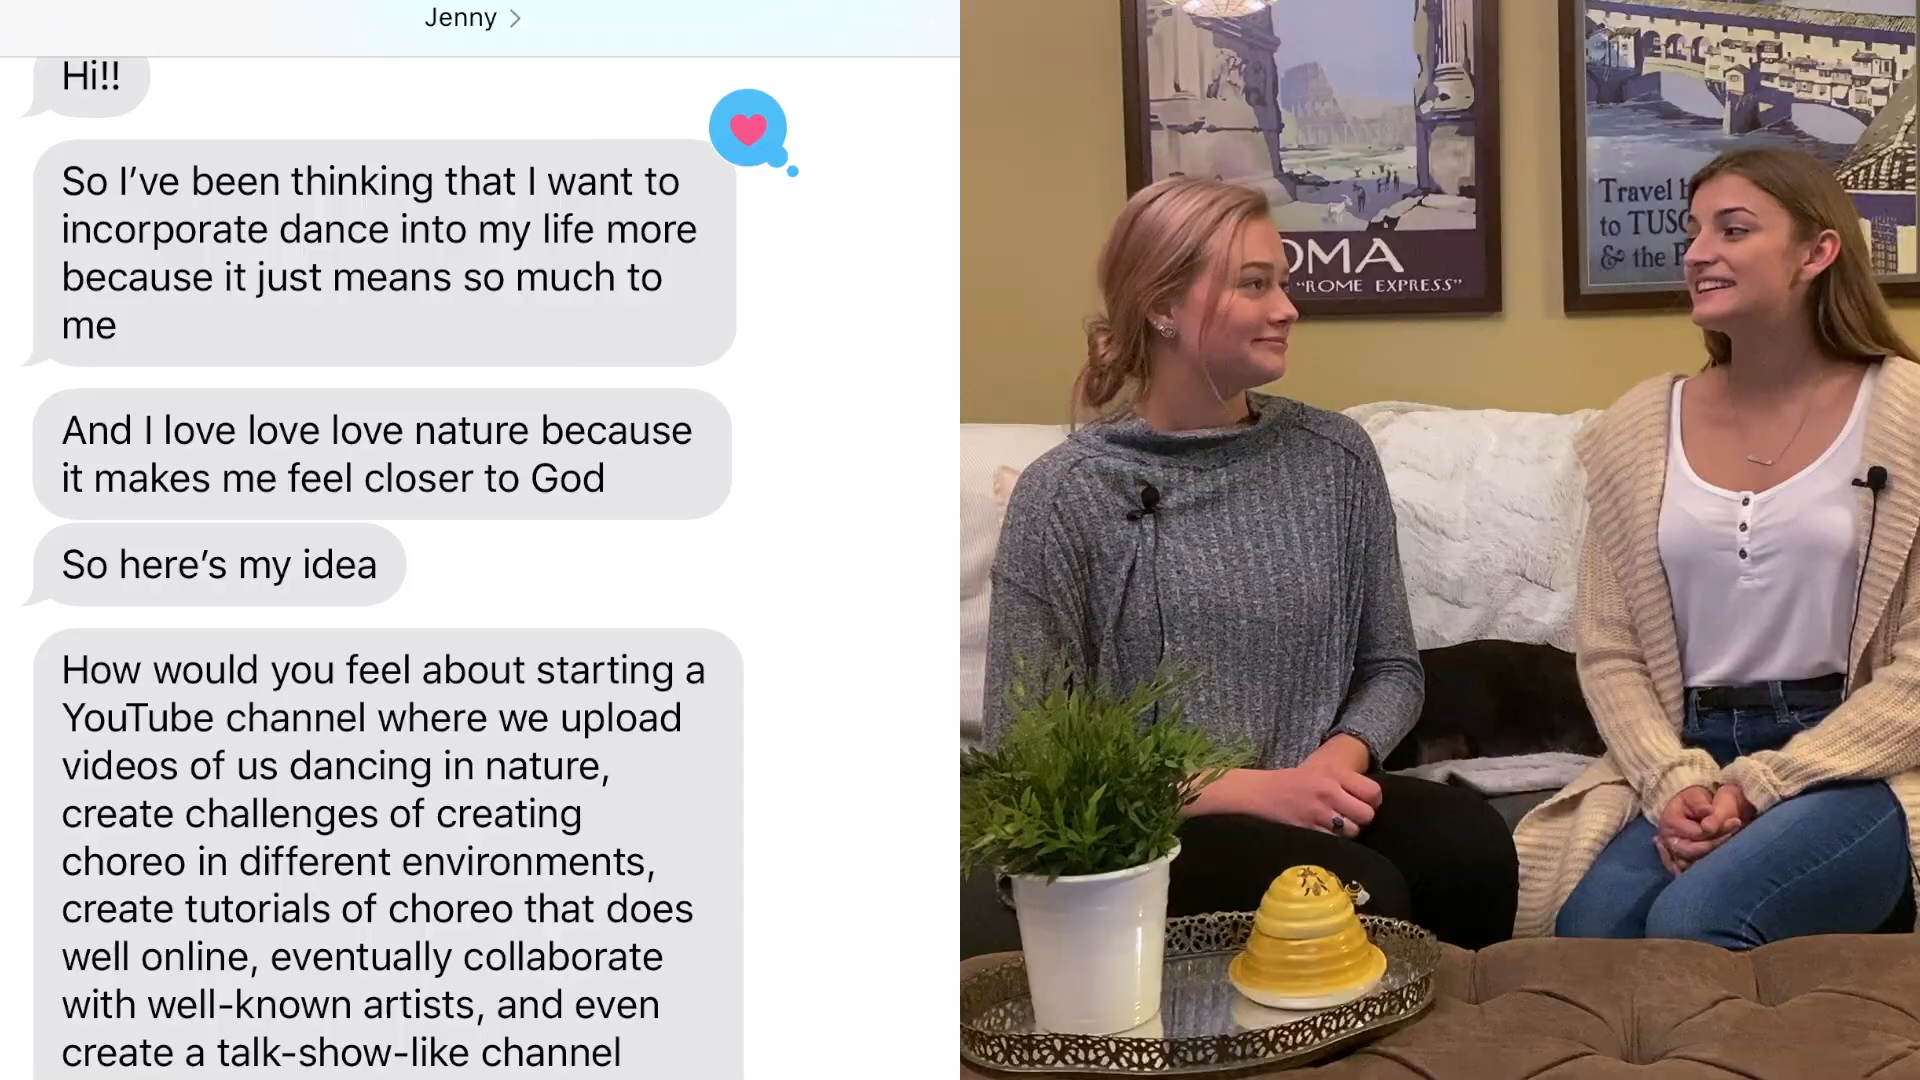 Jenny
Hi!!
So I’ve been thinking that I want to
incorporate dance into my life more
because it just means so much to
me
And I love love love nature because
it makes me feel closer to God
So here’s my idea
How would you feel about starting a
YouTube channel where we upload
videos of us dancing in nature,
create challenges of creating
choreo in different environments,
create tutorials of choreo that does
well online, eventually collaborate
with well-known artists, and even
create a talk-show-like channel
OMA
“ROME EXPRESS”
Travel
to TUSC
& the